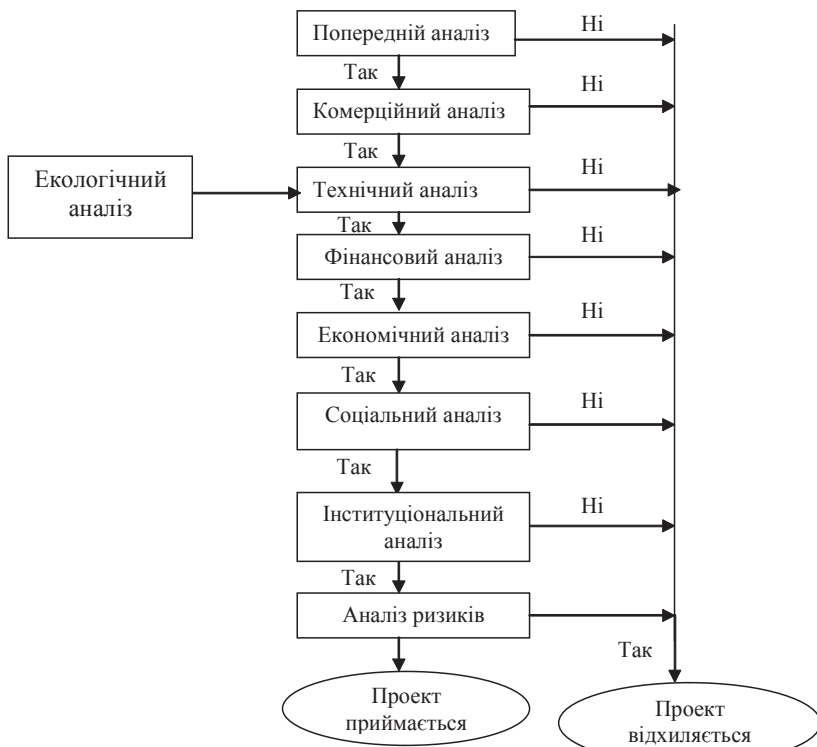 Попередній аналіз
Ні
Так
Комерційний аналіз
Ні
Так
Екологічний
аналіз
Технічний аналіз
Ні
Так
Фінансовий аналіз
Ні
Так
Економічний аналіз
Ні
Так
Соціальний аналіз
Ні
Так
Інституціональний
аналіз
Ні
Так
Аналіз ризиків
Так
Проект
приймається
Проект
відхиляється